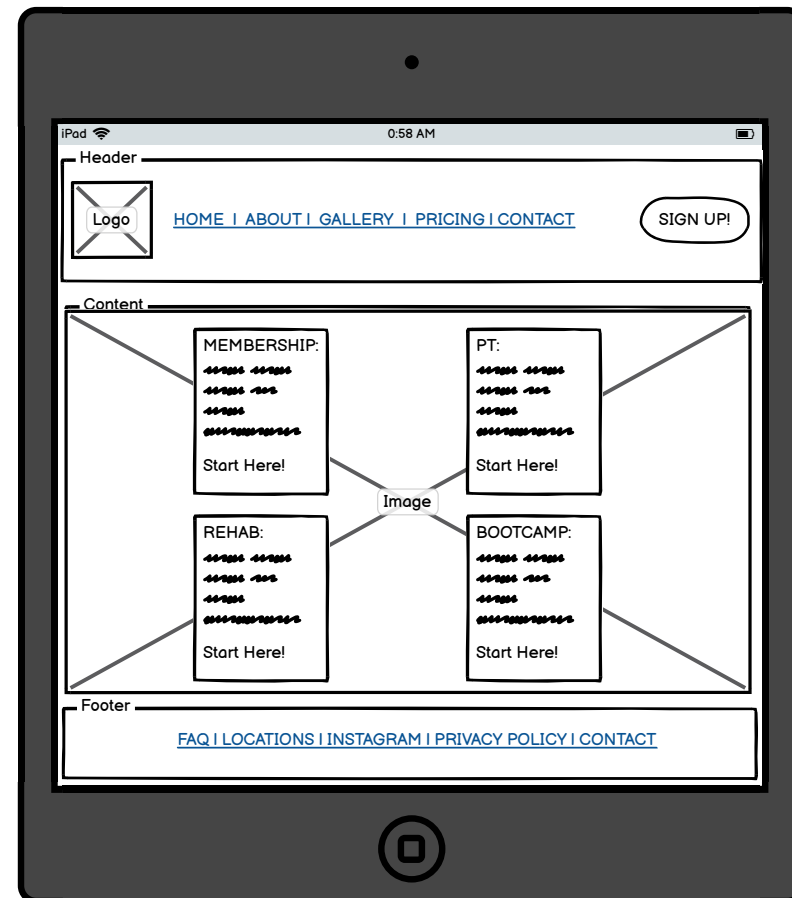 iPad
0:58 AM
Header
Logo
HOME I ABOUT I GALLERY I PRICING I CONTACT
SIGN UP!
Content
MEMBERSHIP:
Start Here!
PT:
Start Here!
Image
REHAB:
Start Here!
BOOTCAMP:
Start Here!
Footer
FAQ I LOCATIONS I INSTAGRAM I PRIVACY POLICY I CONTACT